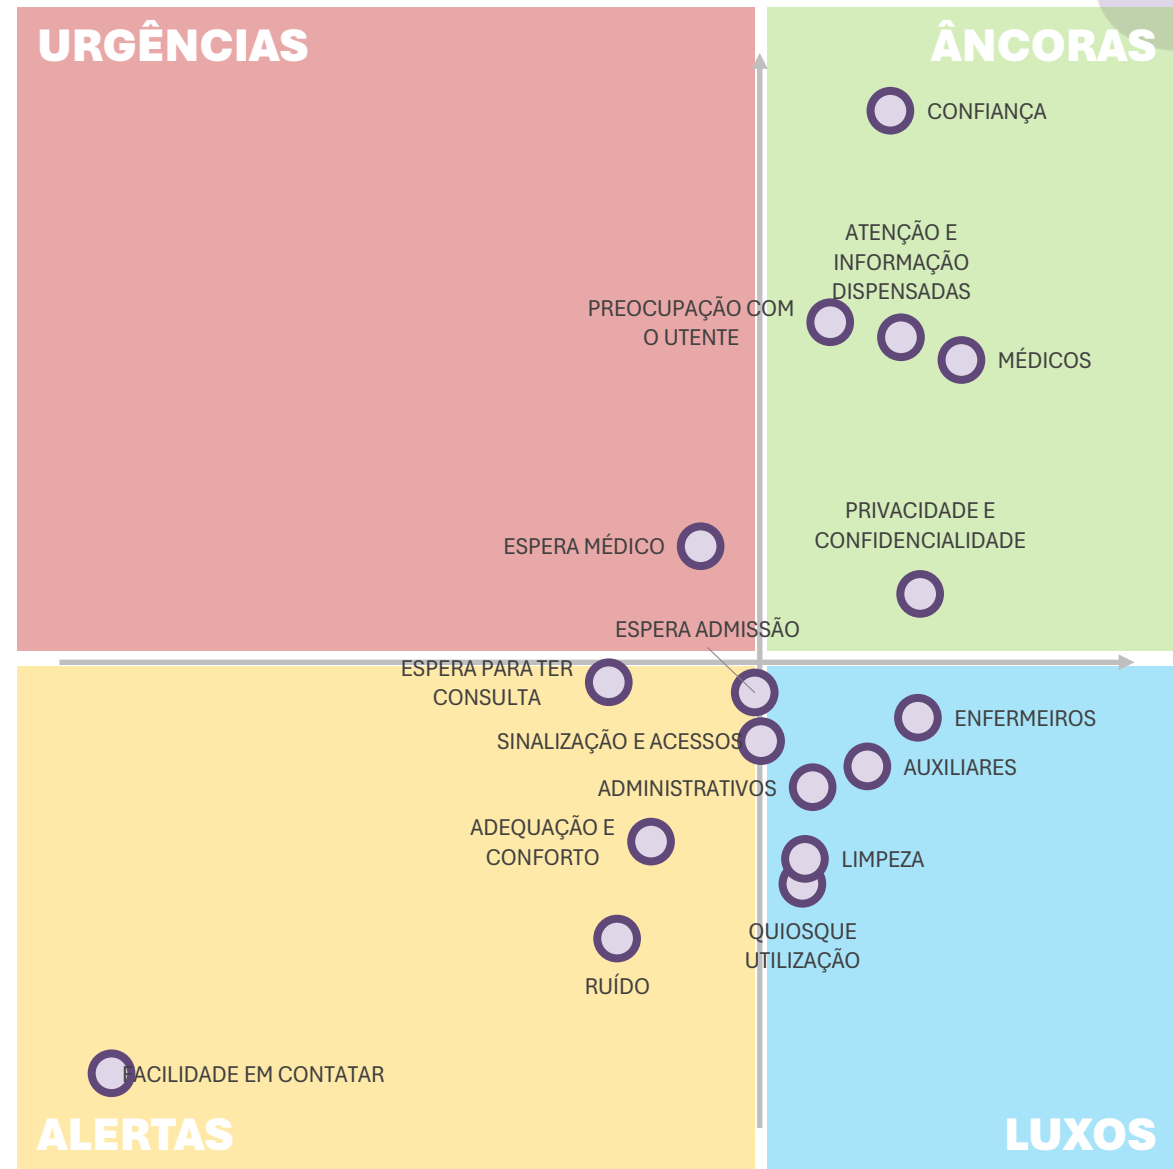 URGÊNCIAS
ÂNCORAS
CONFIANÇA
ATENÇÃO E
INFORMAÇÃO
DISPENSADAS
PREOCUPAÇÃO COM
O UTENTE
MÉDICOS
PRIVACIDADE E
CONFIDENCIALIDADE
ESPERA MÉDICO
ESPERA ADMISSÃO
ESPERA PARA TER
CONSULTA
ENFERMEIROS
SINALIZAÇÃO E ACESSOS
AUXILIARES
ADMINISTRATIVOS
ADEQUAÇÃO E
CONFORTO
LIMPEZA
QUIOSQUE
UTILIZAÇÃO
RUÍDO
FACILIDADE EM CONTATAR
ALERTAS
LUXOS